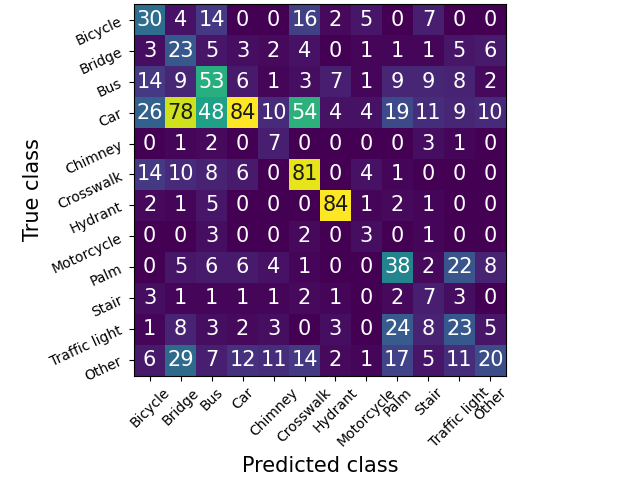 Bicycle 30 4 14 0 0 16 2 5 0 7 0 0
Bridge 3 23 5 3 2 4 0 1 1 1 5 6
Bus 14 9 53 6 1 3 7 1 9 9 8 2
Car 26 78 48 84 10 54 4 4 19 11 9 10
Chimney 0 1 2 0 7 0 0 0 0 3 1 0
Crosswalk 14 10 8 6 0 81 0 4 1 0 0 0
Hydrant 2 1 5 0 0 0 84 1 2 1 0 0
Motorcycle 0 0 3 0 0 2 0 3 0 1 0 0
Palm 0 5 6 6 4 1 0 0 38 2 22 8
Stair 3 1 1 1 1 2 1 0 2 7 3 0
Traffic light 1 8 3 2 3 0 3 0 24 8 23 5
Other 6 29 7 12 11 14 2 1 17 5 11 20
True class
Bicycle Bridge Bus Car Chimney Crosswalk Hydrant Motorcycle Palm Stair Traffic light Other
Predicted class